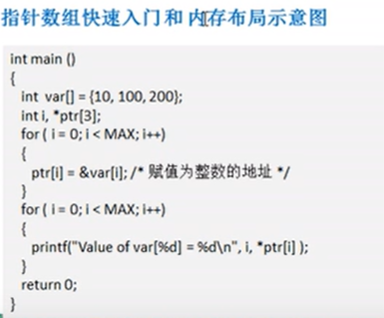 指针数组快速入门和内存布局示意图
int main ()
{
int var[] = {10, 100, 200};
int i, *ptr[3];
for ( i = 0; i < MAX; i++)
{
ptr[i] = &var[i]; /* 赋值为整数的地址 */
}
for ( i = 0; i < MAX; i++)
{
printf("Value of var[%d] = %d\n", i, *ptr[i] );
}
return 0;
}